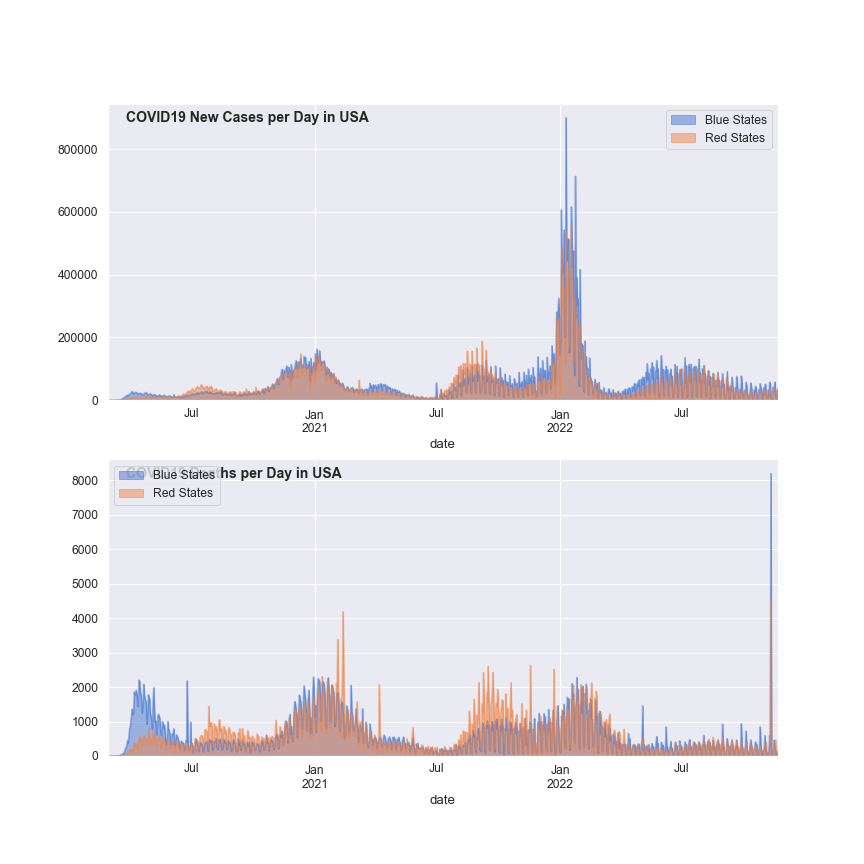 COVID19 New Cases per Day in USA
Blue States
Red States
800000
600000
400000
200000
0
Jul
Jan
2021
Jul
Jan
2022
Jul
date
COVID19 Deaths per Day in USA
Blue States
Red States
8000
7000
6000
5000
4000
3000
2000
1000
0
Jul
Jan
2021
Jul
Jan
2022
Jul
date